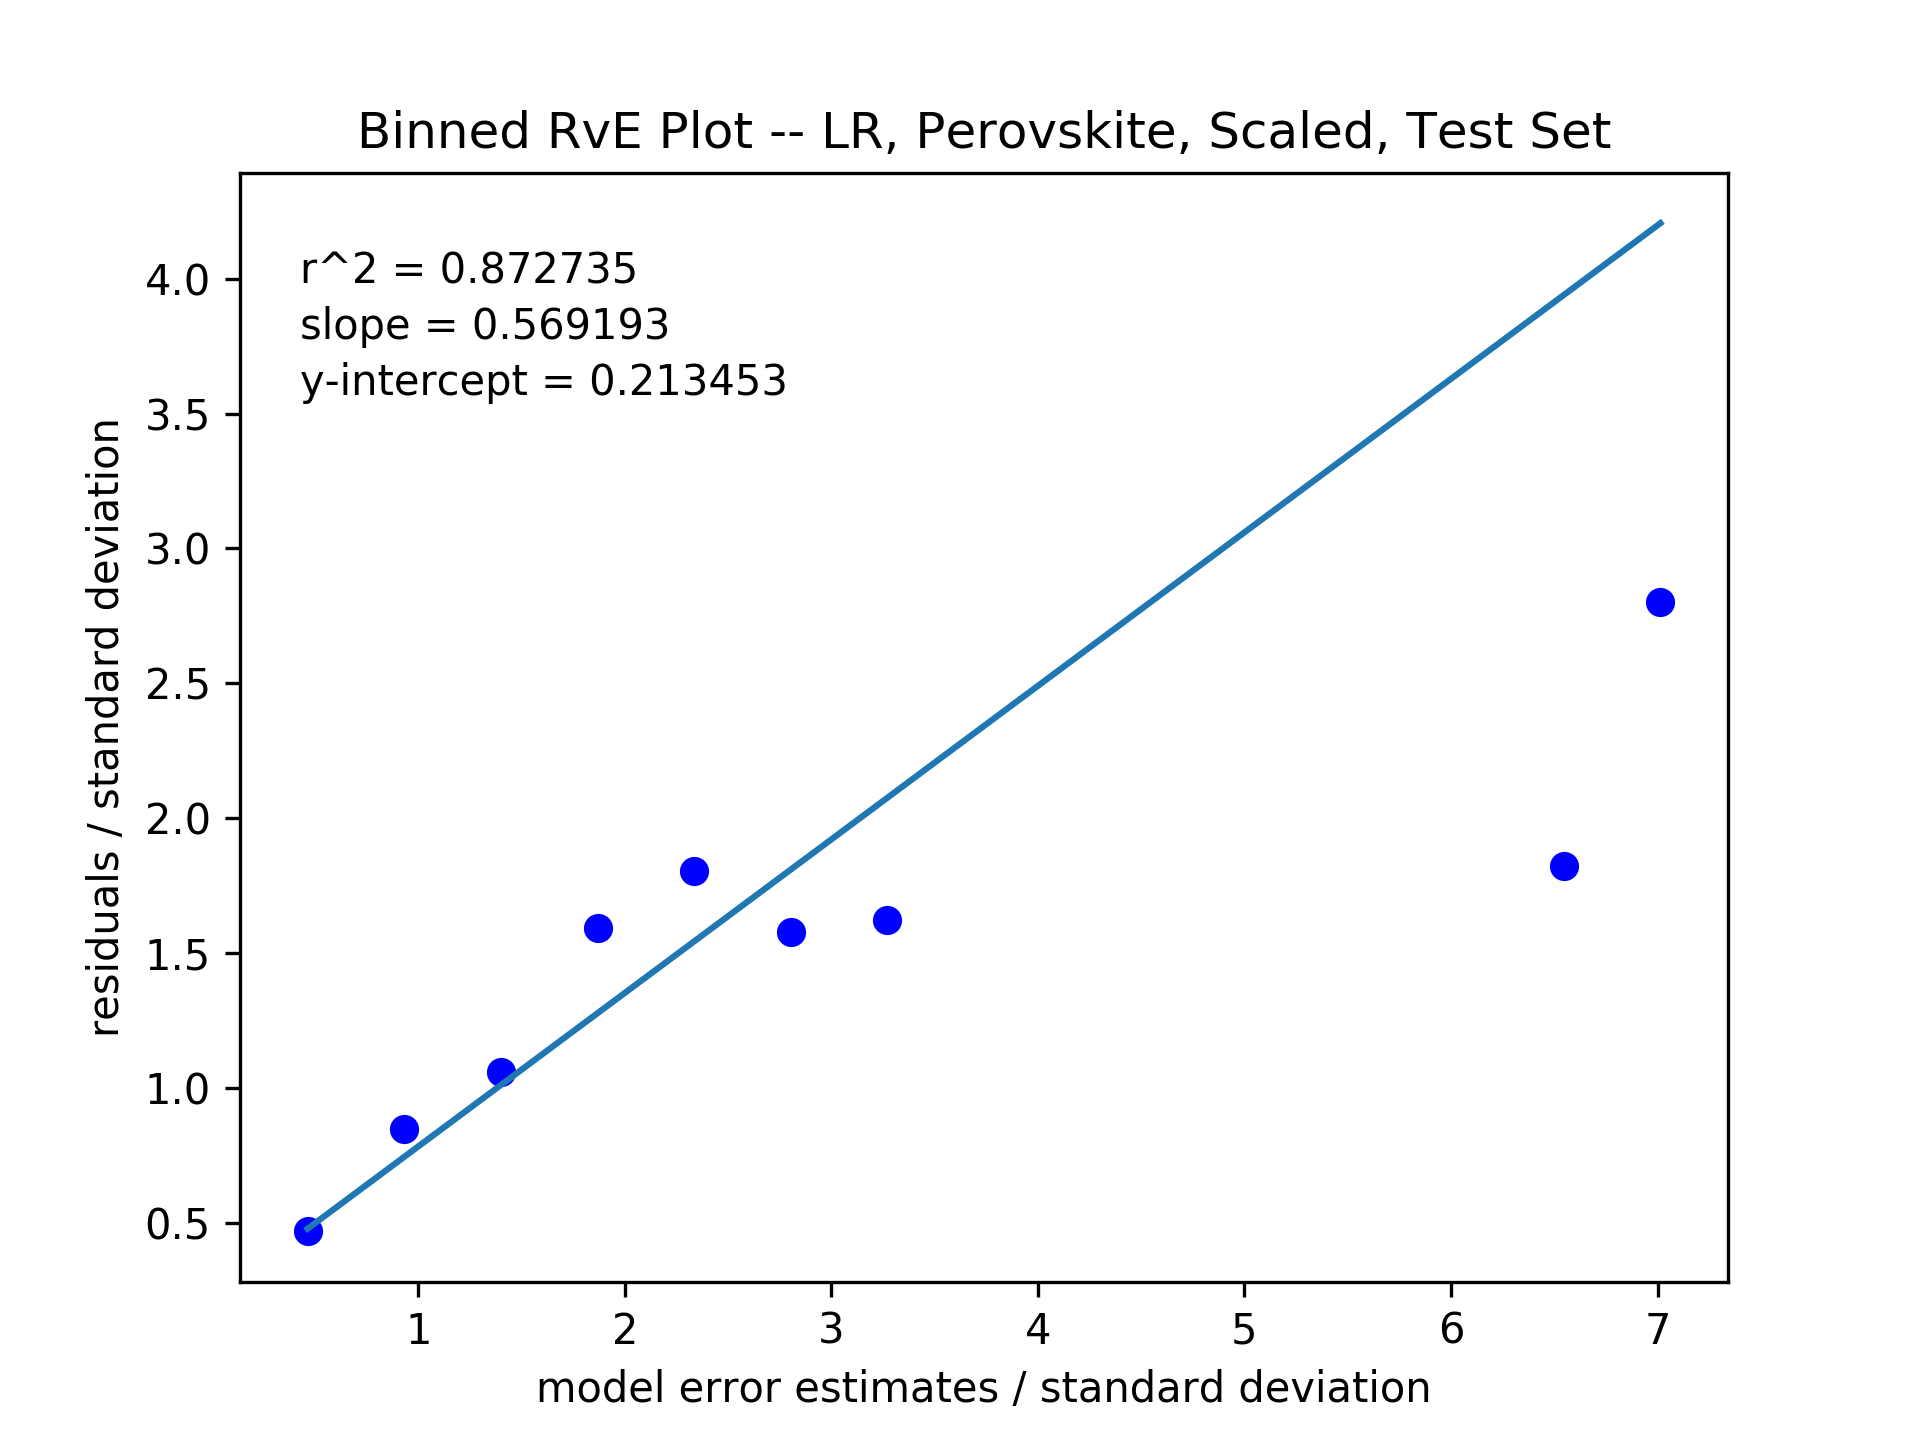 Binned RvE Plot -- LR, Perovskite, Scaled, Test Set
r^2 = 0.872735
slope = 0.569193
y-intercept = 0.213453
residuals / standard deviation
4.0
3.5
3.0
2.5
2.0
1.5
1.0
0.5
1 2 3 4 5 6 7
model error estimates / standard deviation